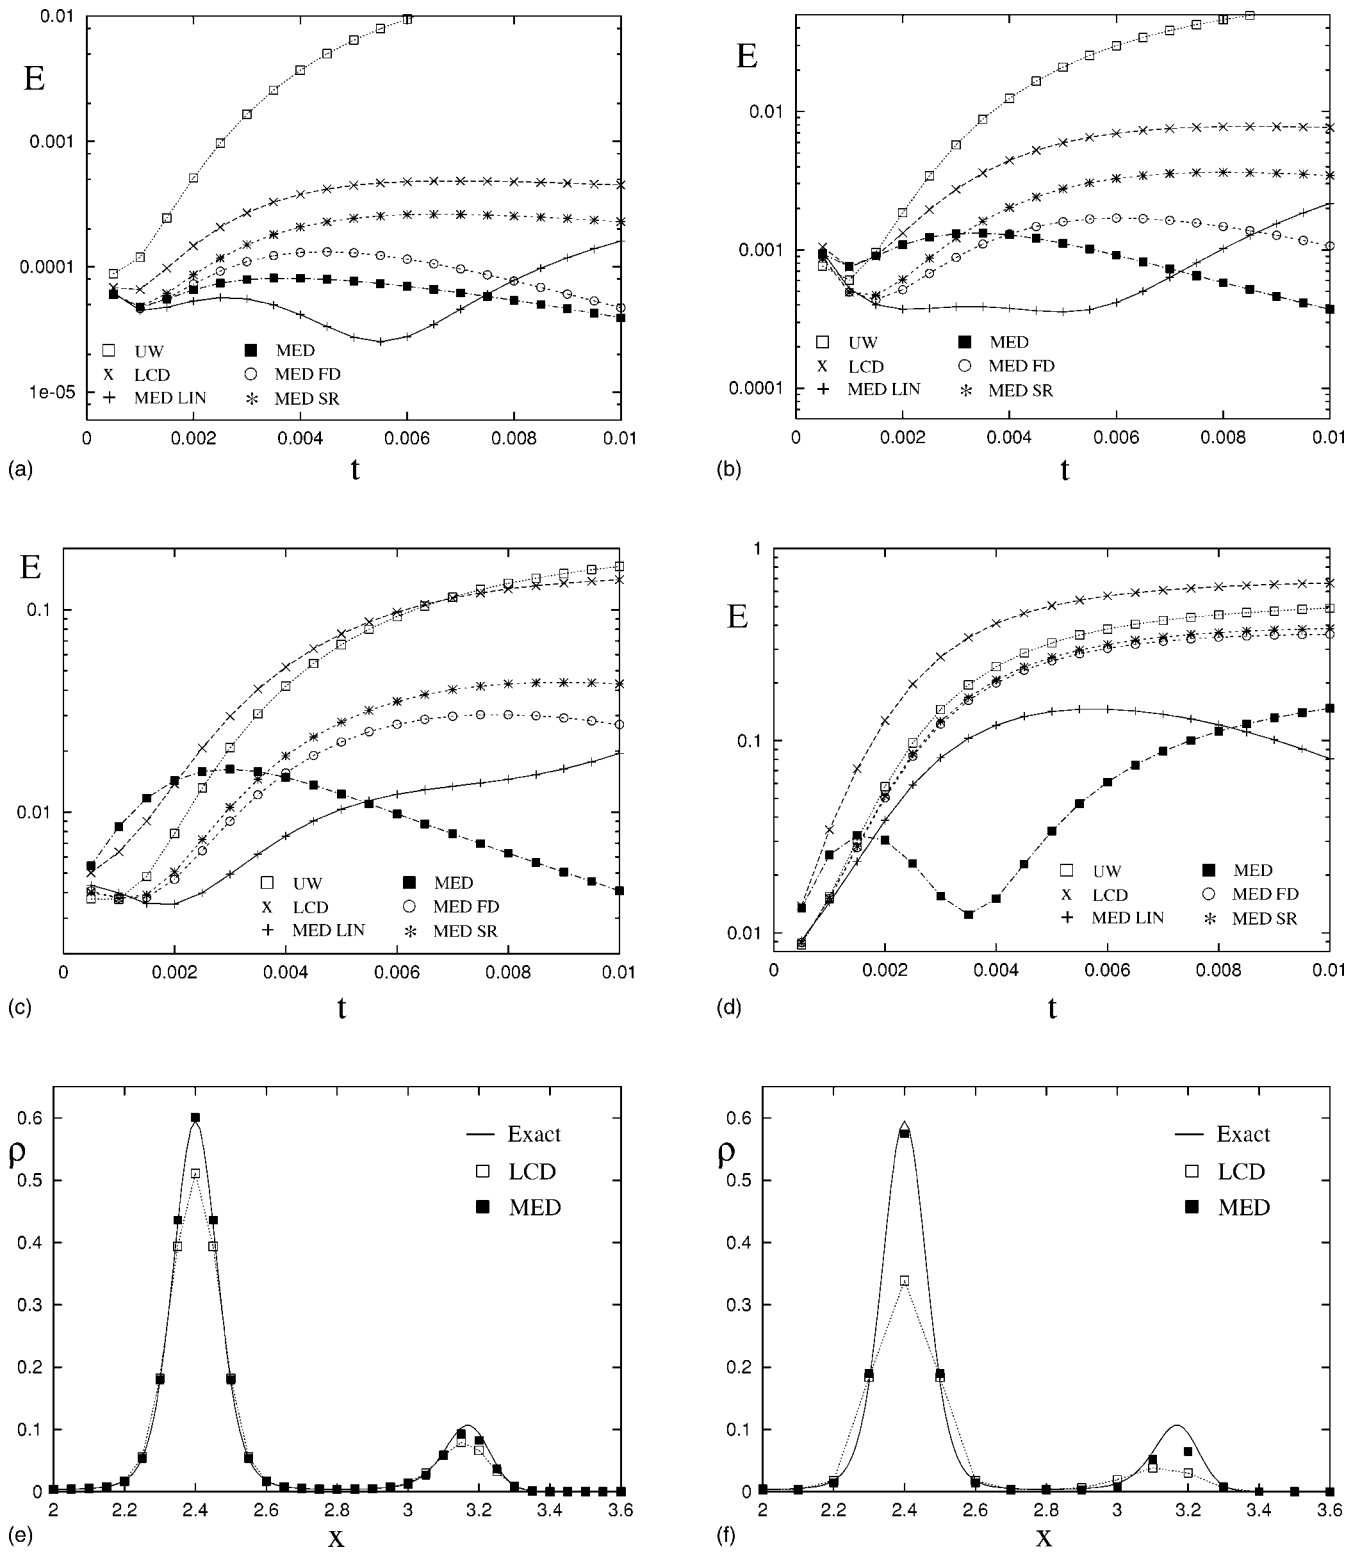 0.01
0.001
0.0001
1e-05
E
UW
LCD
MED LIN
MED
MED FD
MED SR
0
0.002
0.004
0.006
0.008
0.01
(a)
t
0.01
0.001
0.0001
E
UW
LCD
MED LIN
MED
MED FD
MED SR
0
0.002
0.004
0.006
0.008
0.01
(b)
t
E
0.1
0.01
UW
LCD
MED LIN
MED
MED FD
MED SR
0
0.002
0.004
0.006
0.008
0.01
(c)
t
1
E
0.1
0.01
UW
LCD
MED LIN
MED
MED FD
MED SR
0
0.002
0.004
0.006
0.008
0.01
(d)
t
0.6
ρ
0.5
0.4
0.3
0.2
0.1
0
Exact
LCD
MED
2
2.2
2.4
2.6
2.8
3
3.2
3.4
3.6
(e)
x
0.6
ρ
0.5
0.4
0.3
0.2
0.1
0
Exact
LCD
MED
2
2.2
2.4
2.6
2.8
3
3.2
3.4
3.6
(f)
x